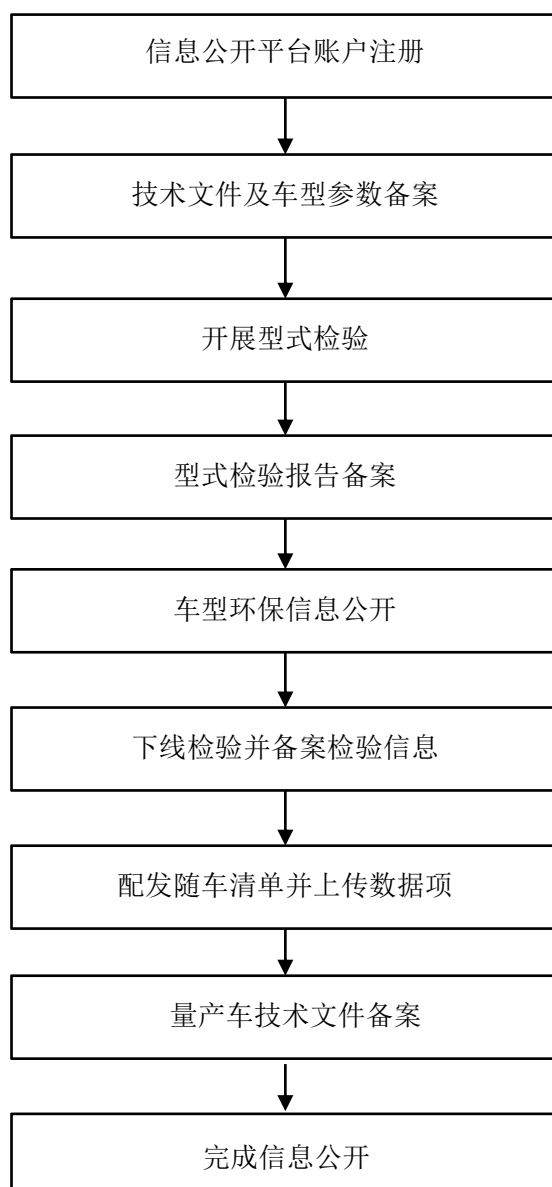 信息公开平台账户注册
技术文件及车型参数备案
开展型式检验
型式检验报告备案
车型环保信息公开
下线检验并备案检验信息
配发随车清单并上传数据项
量产车技术文件备案
完成信息公开